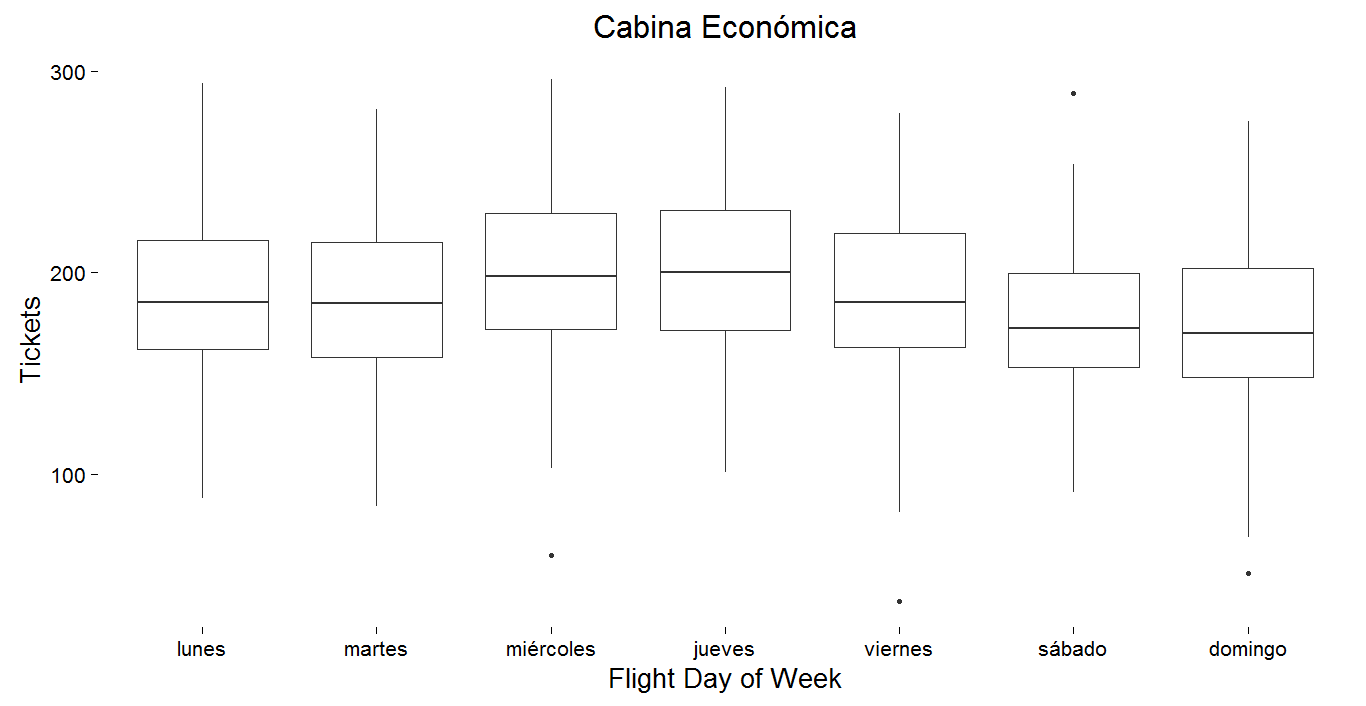 Cabina Económica
300
200
100
Tickets
lunes martes miércoles jueves viernes sábado domingo
Flight Day of Week